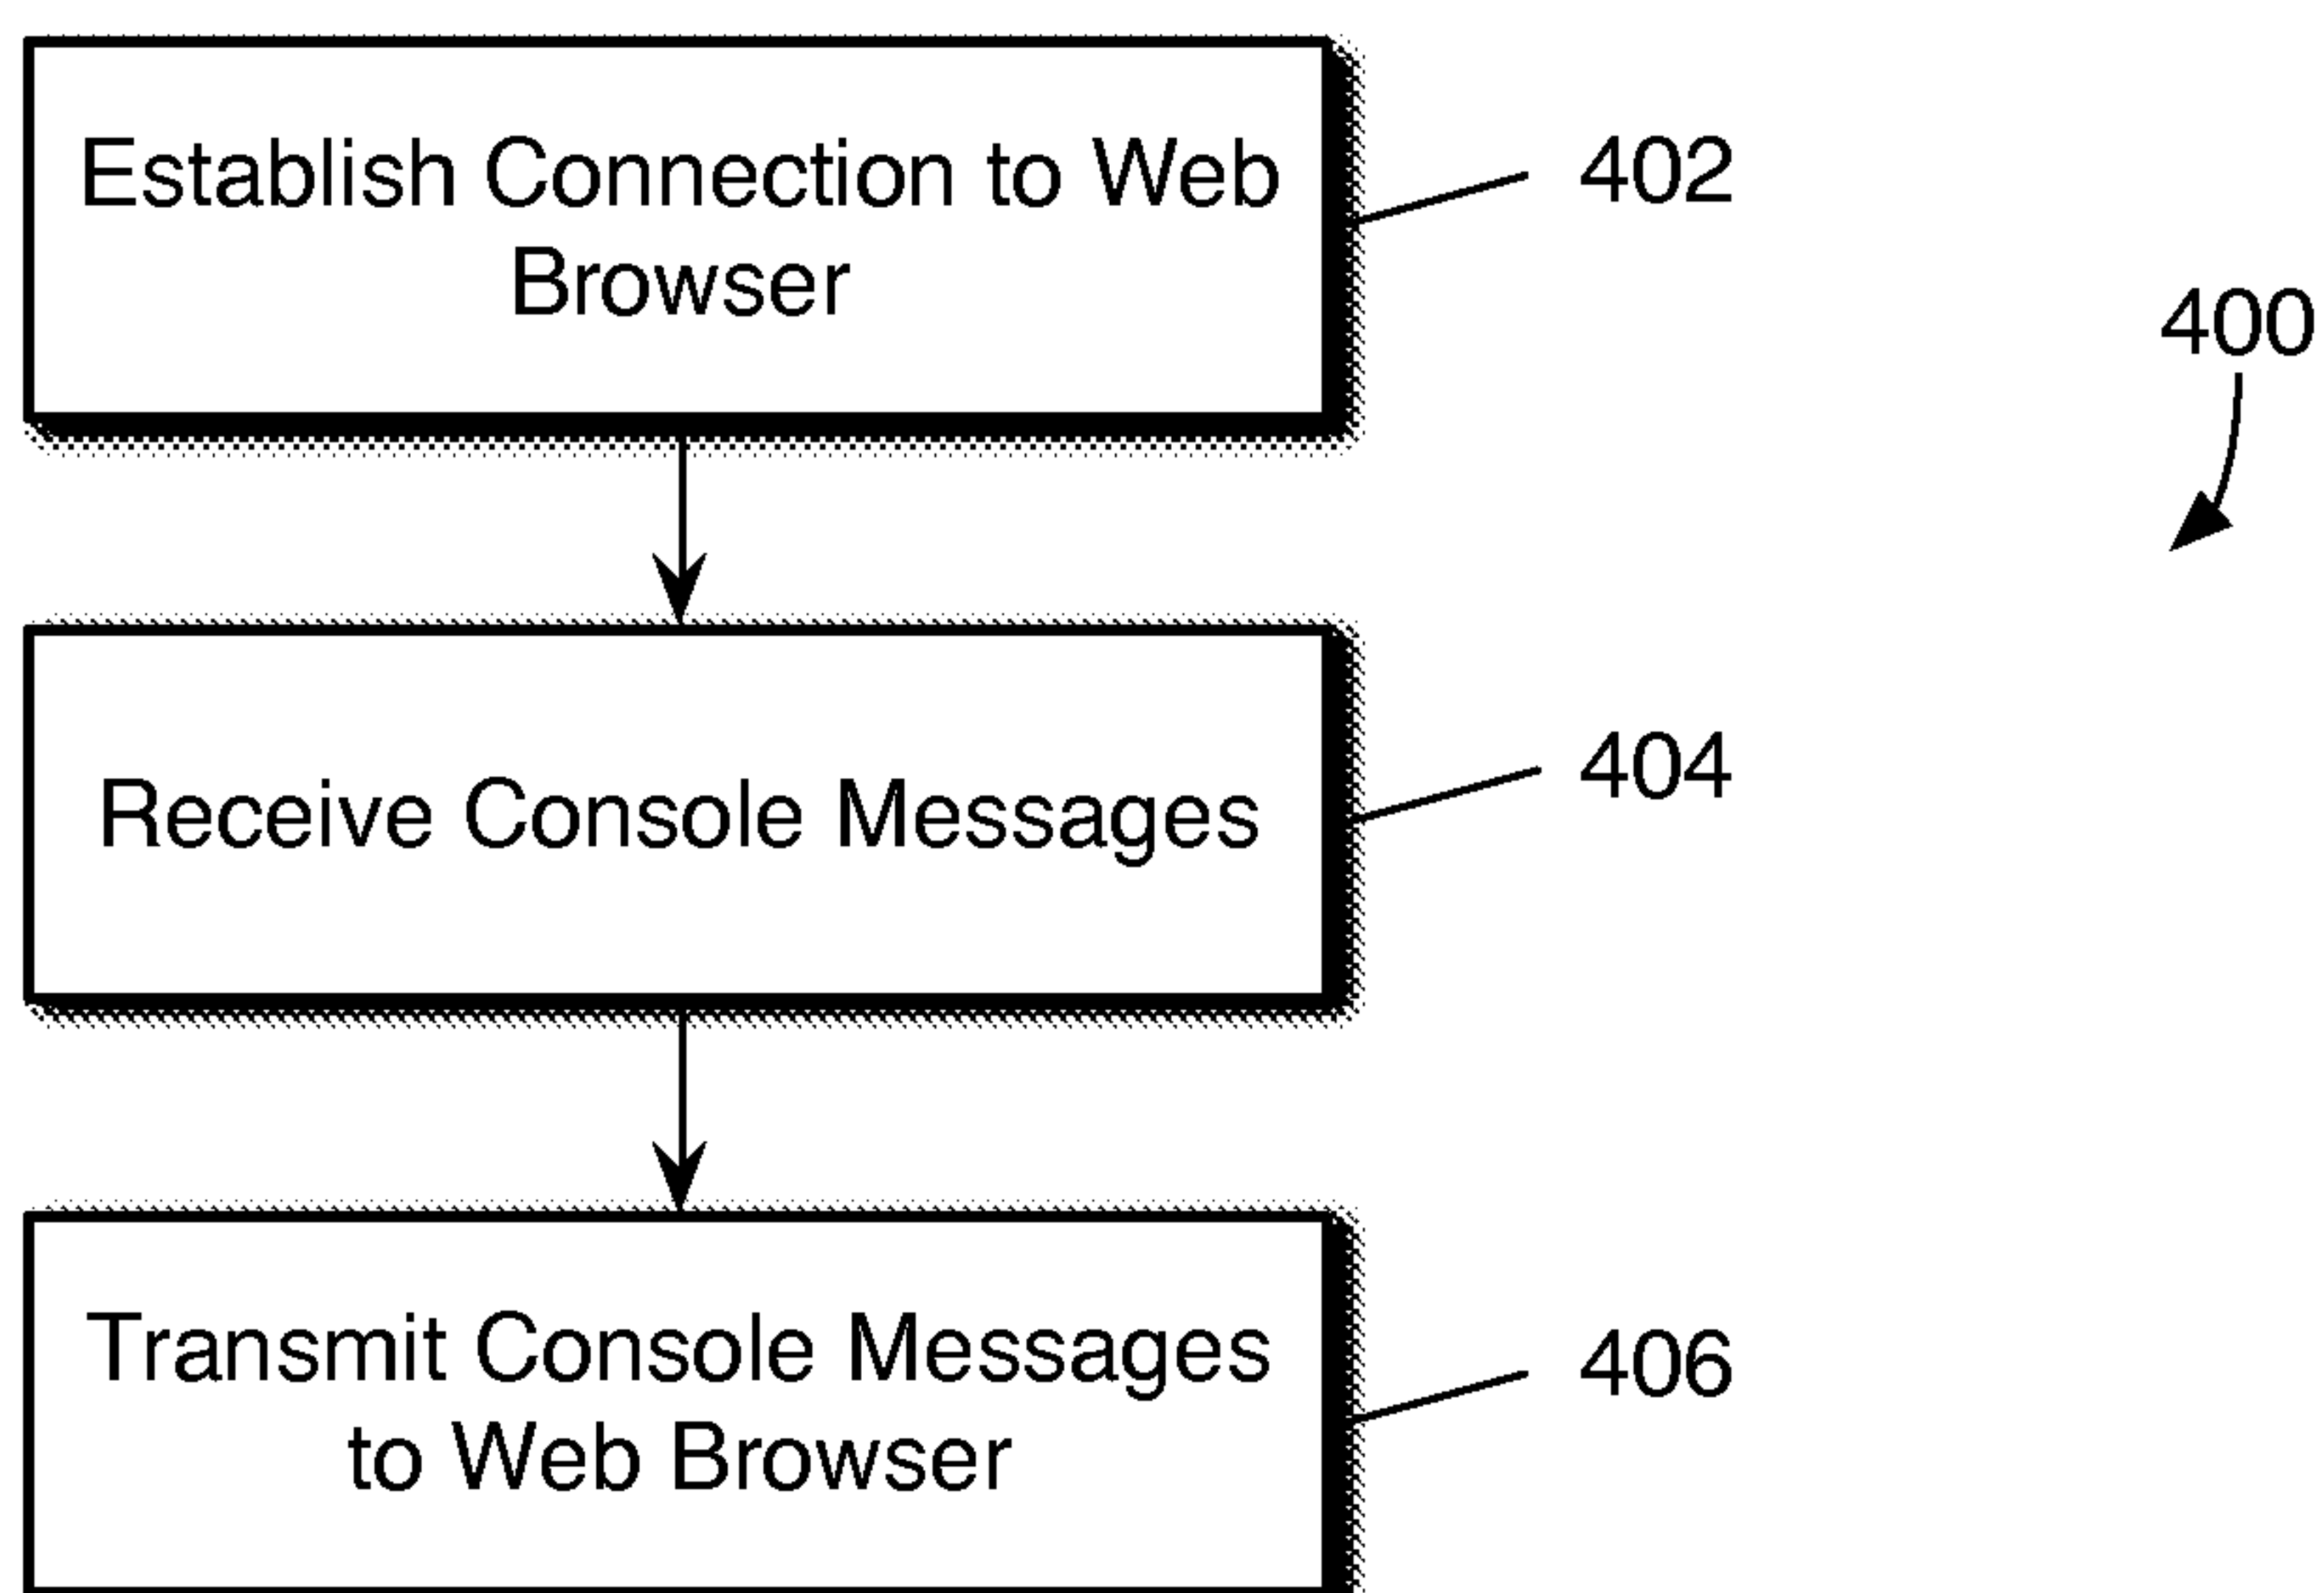 Establish Connection to Web
Browser
402
400
Receive Console Messages
404
Transmit Console Messages
to Web Browser
406